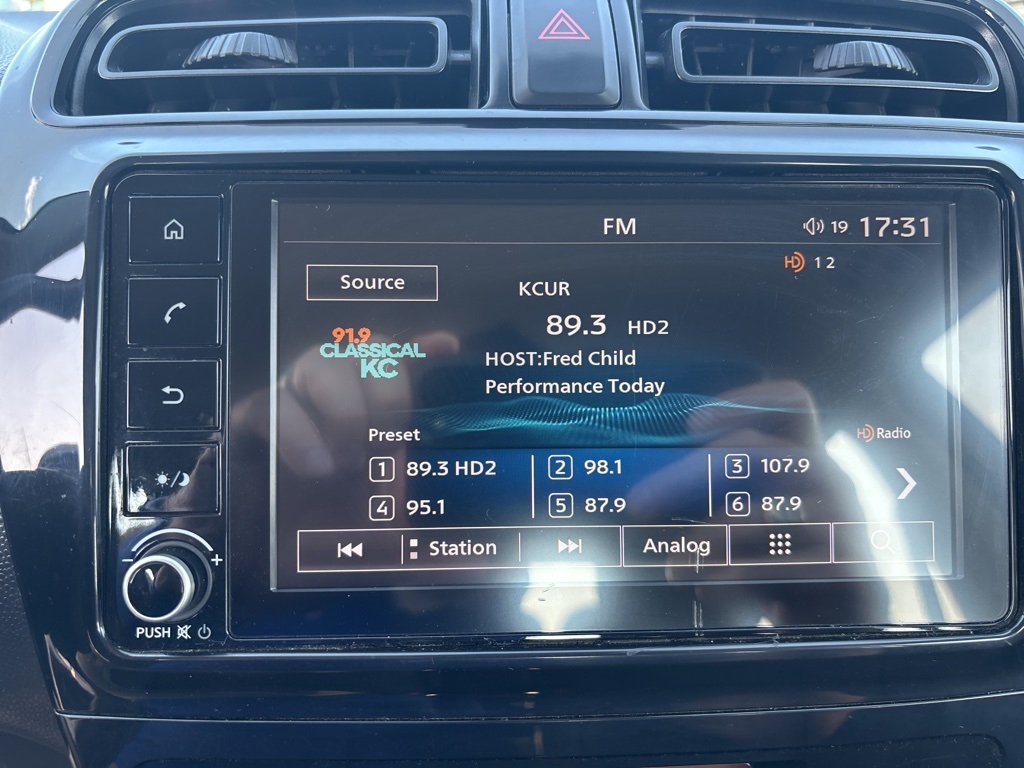 FM
19 17:31
HD 1 2
Source
KCUR
89.3 HD2
91.9
CLASSICAL
KC
HOST:Fred Child
Performance Today
Preset
HD Radio
1 89.3 HD2
2 98.1
3 107.9
4 95.1
5 87.9
6 87.9
Station
Analog
- +
PUSH